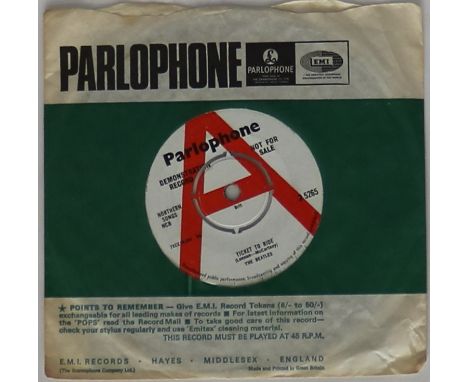 PARLOPHONE
PARLOPHONE
EMI
Parlophone
DEMONSTRATION
RECORD
NOT FOR
SALE
NORTHERN
SONGS
NCB
R 5265
TICKET TO RIDE
(Lennon—McCartney)
THE BEATLES
★ POINTS TO REMEMBER — Give E.M.I. Record Tokens (6/- to 50/-)
exchangeable for all leading makes of records ■ For latest information on
the "POPS" read the Record Mail ■ To take good care of this record—
check your stylus regularly and use 'Emitex' cleaning material.
THIS RECORD MUST BE PLAYED AT 45 R.P.M.
E.M.I. RECORDS · HAYES · MIDDLESEX · ENGLAND
(The Gramophone Company Ltd.) Made and Printed in Great Britain